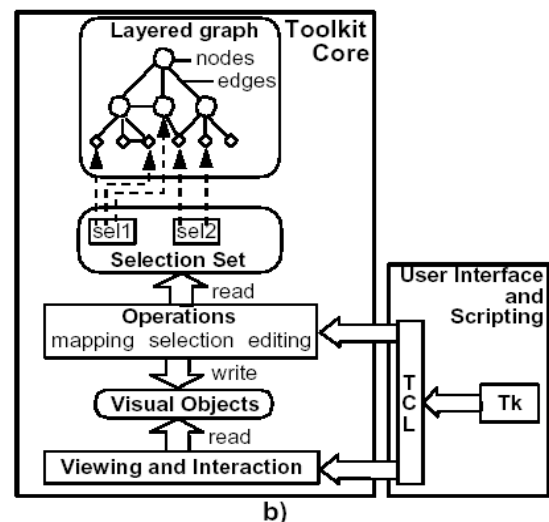 Layered graph
Toolkit
Core
nodes
edges
sel1
sel2
Selection Set
read
Operations
mapping selection editing
write
Visual Objects
read
Viewing and Interaction
User Interface
and
Scripting
T
C
L
Tk
b)